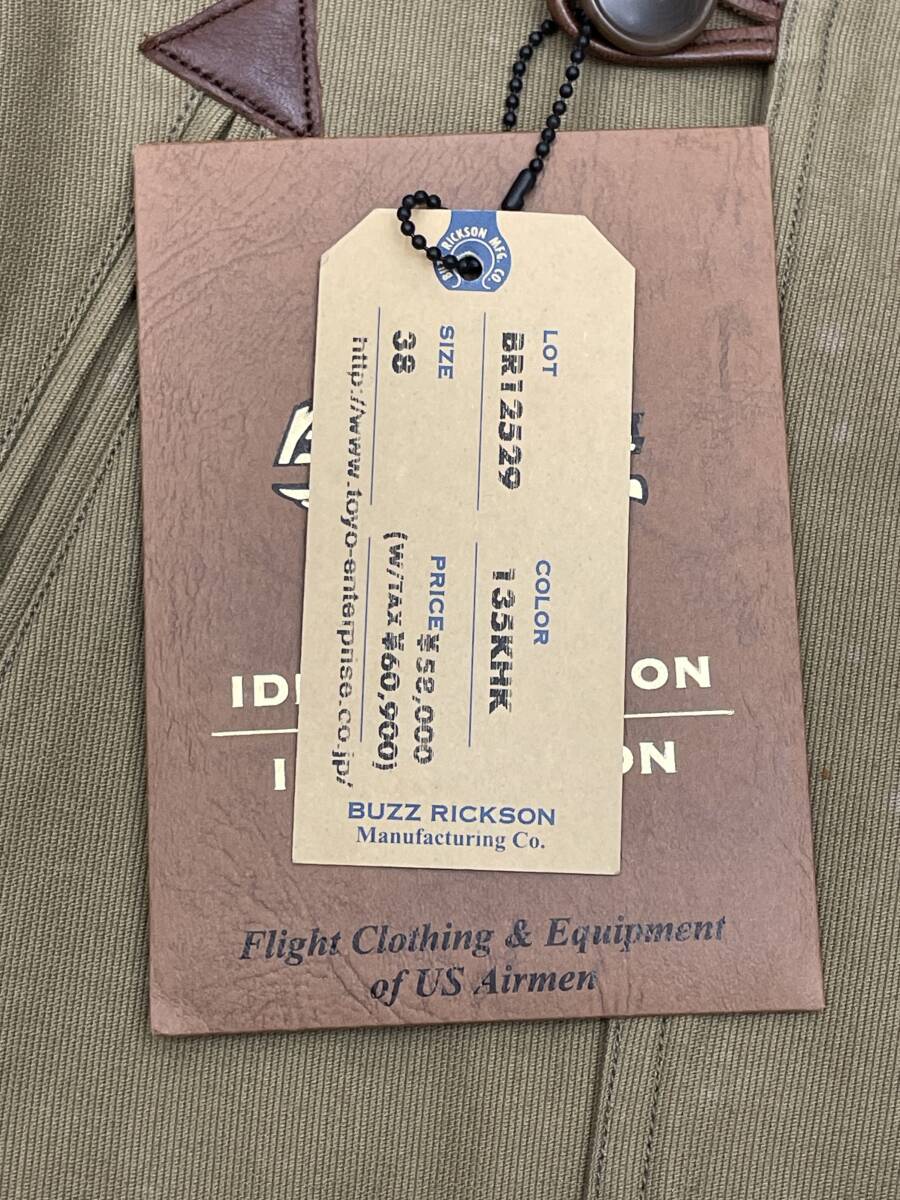 RICKSON MFG. CO.
LOT
BR12529
COLOR
135KHK
SIZE
38
PRICE ¥58,000
(W/TAX ¥60,900)
http://www.toyo-enterprise.co.jp/
BUZZ RICKSON
Manufacturing Co.
Flight Clothing & Equipment
of US Airmen